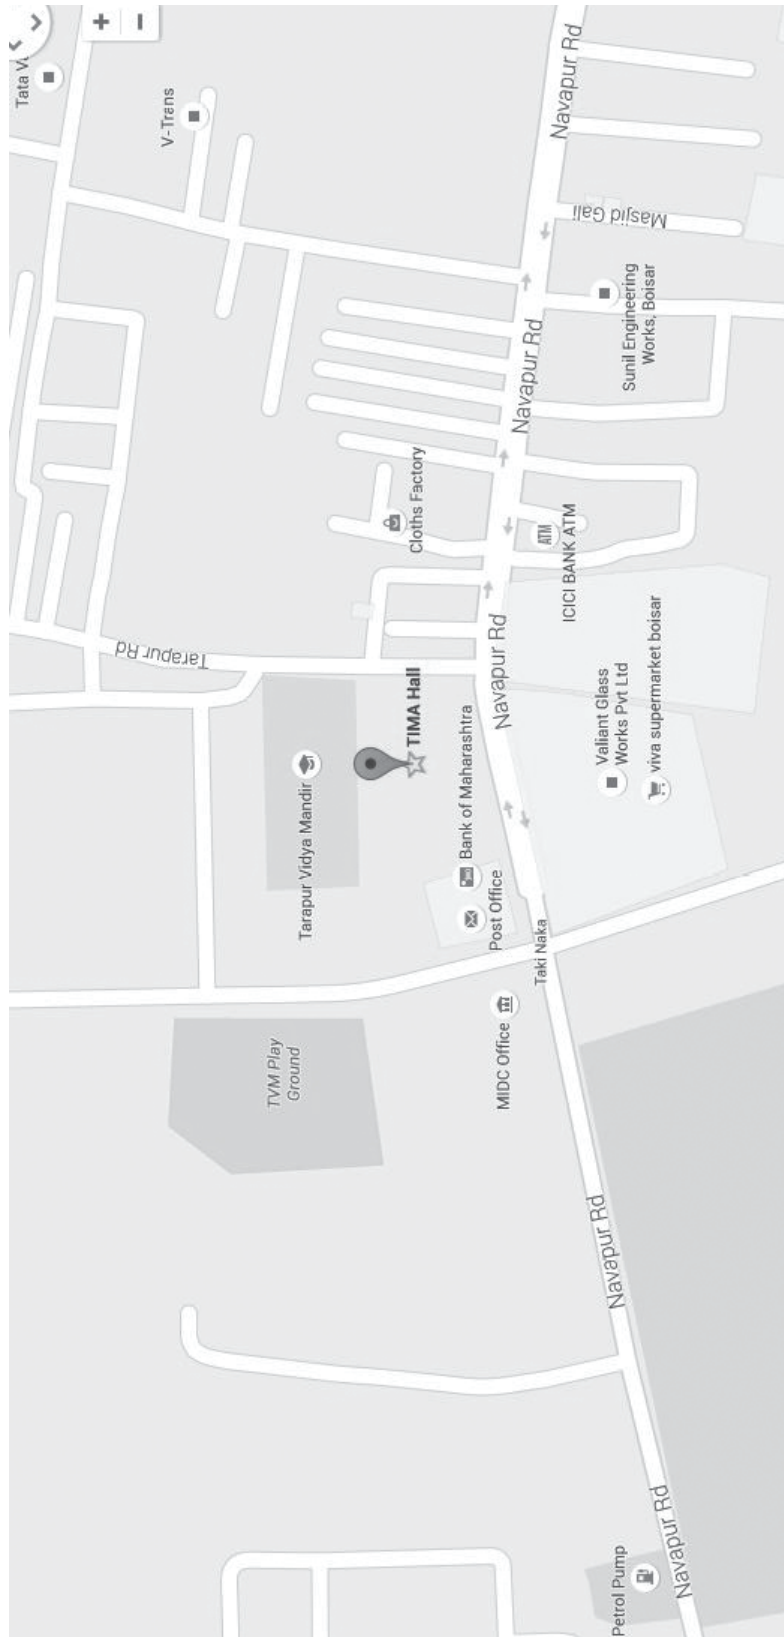 Tata V
V-Trans
Navapur Rd
Masjid Gali
Sunil Engineering
Works, Boisar
Navapur Rd
Cloths Factory
ATM
ICICI BANK ATM
Tarapur Rd
Navapur Rd
TIMA Hall
Valiant Glass
Works Pvt Ltd
viva supermarket boisar
Tarapur Vidya Mandir
Bank of Maharashtra
Post Office
Taki Naka
MIDC Office
TVM Play
Ground
Navapur Rd
Navapur Rd
Petrol Pump